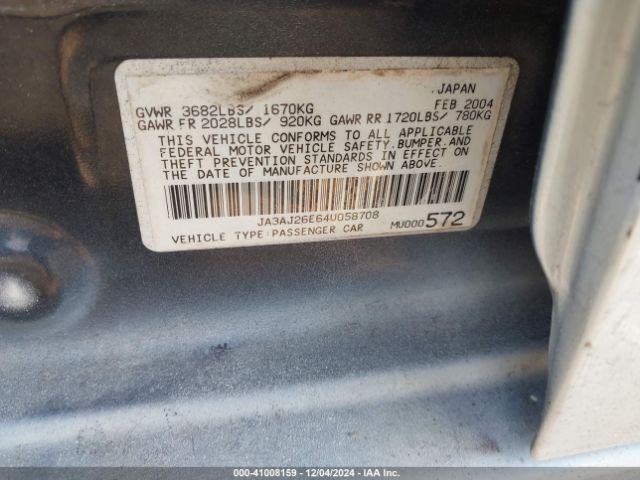 JAPAN
GVWR 3682LBS/ 1670KG FEB 2004
GAWR FR 2028LBS/ 920KG GAWR RR 1720LBS/ 780KG
THIS VEHICLE CONFORMS TO ALL APPLICABLE
FEDERAL MOTOR VEHICLE SAFETY, BUMPER, AND
THEFT PREVENTION STANDARDS IN EFFECT ON
THE DATE OF MANUFACTURE SHOWN ABOVE.
JA3AJ26E64U058708
VEHICLE TYPE:PASSENGER CAR MU000572
000-41008159 - 12/04/2024 - IAA Inc.